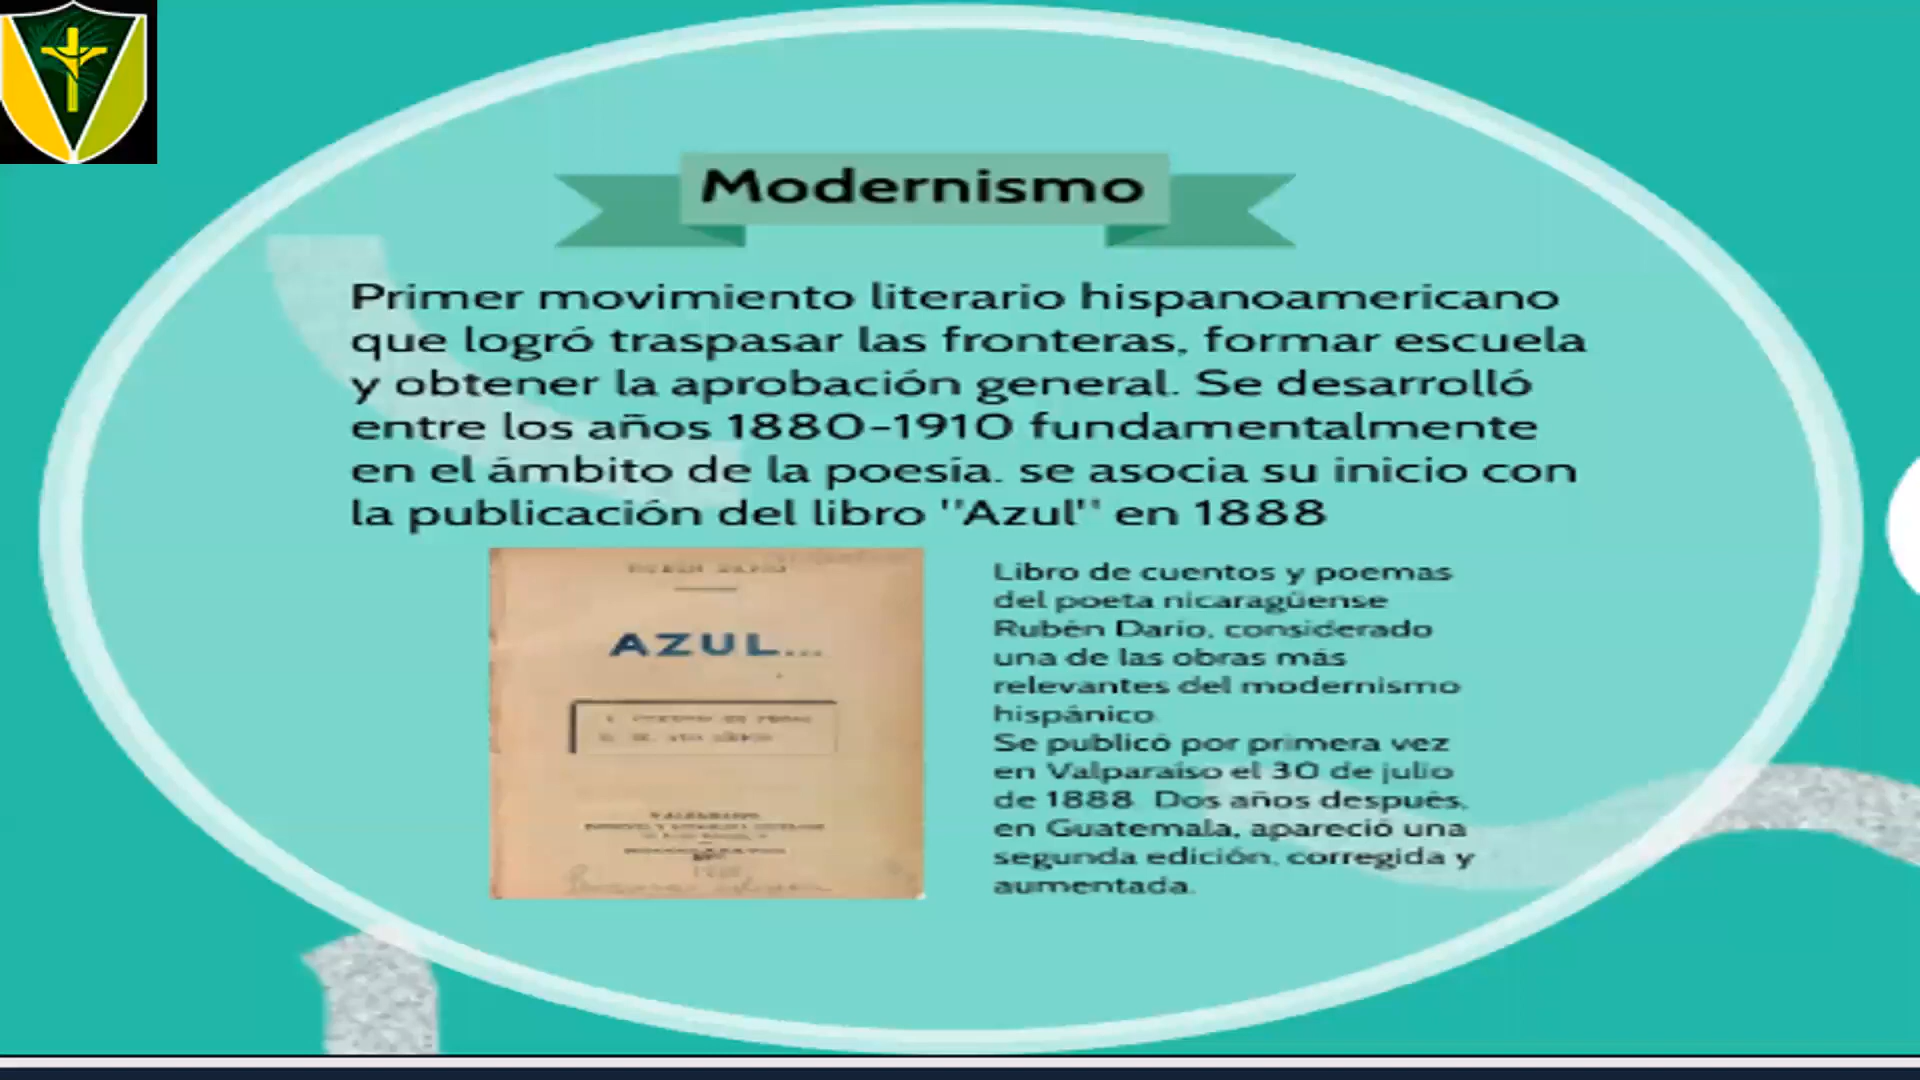 Modernismo
Primer movimiento literario hispanoamericano
que logró traspasar las fronteras, formar escuela
y obtener la aprobación general. Se desarrolló
entre los años 1880-1910 fundamentalmente
en el ámbito de la poesía. se asocia su inicio con
la publicación del libro "Azul" en 1888
AZUL...
Libro de cuentos y poemas
del poeta nicaragüense
Rubén Darío, considerado
una de las obras más
relevantes del modernismo
hispánico.
Se publicó por primera vez
en Valparaíso el 30 de julio
de 1888. Dos años después,
en Guatemala, apareció una
segunda edición, corregida y
aumentada.